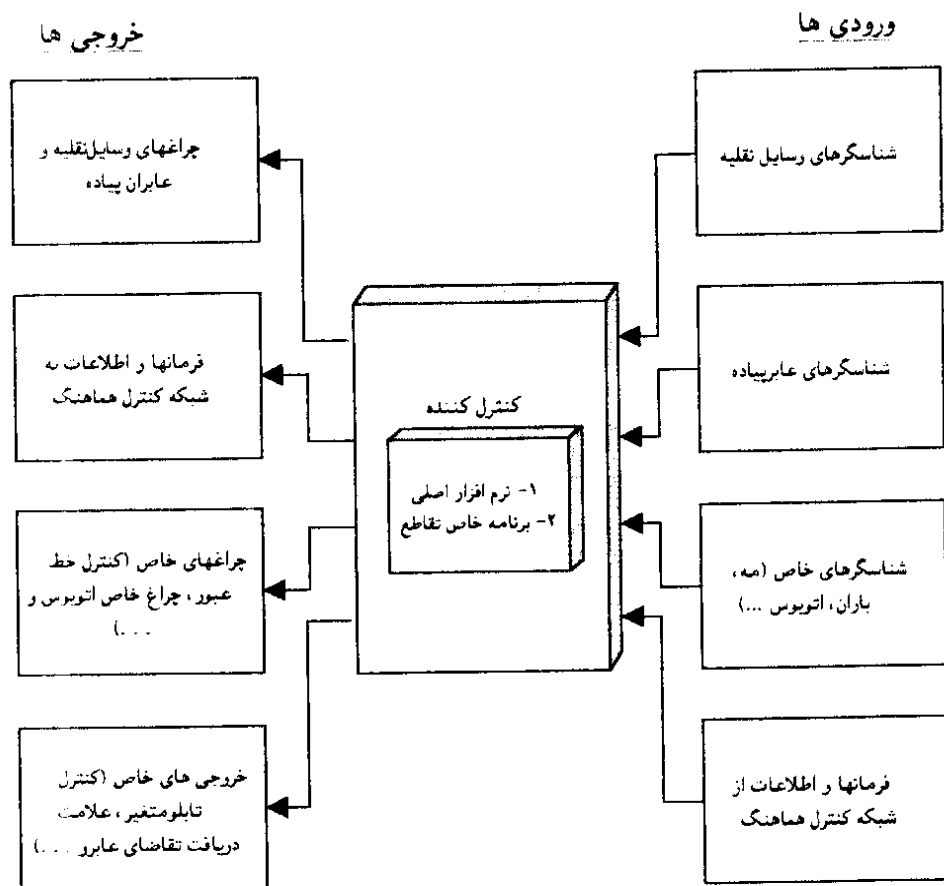 ورودی ها
خروجی ها
شناسگرهای وسایل نقلیه
شناسگرهای عابرپیاده
شناسگرهای خاص (مه،
باران، اتوبوس ...)
فرمانها و اطلاعات از
شبکه کنترل هماهنگ
کنترل کننده
۱- نرم افزار اصلی
۲- برنامه خاص تقاطع
چراغهای وسایل‌نقلیه و
عابران پیاده
فرمانها و اطلاعات به
شبکه کنترل هماهنگ
چراغهای خاص (کنترل خط
عبور، چراغ خاص اتوبوس و
. . .)
خروجی های خاص (کنترل
تابلومتغیر، علامت
دریافت تقاضای عابرو . . .)